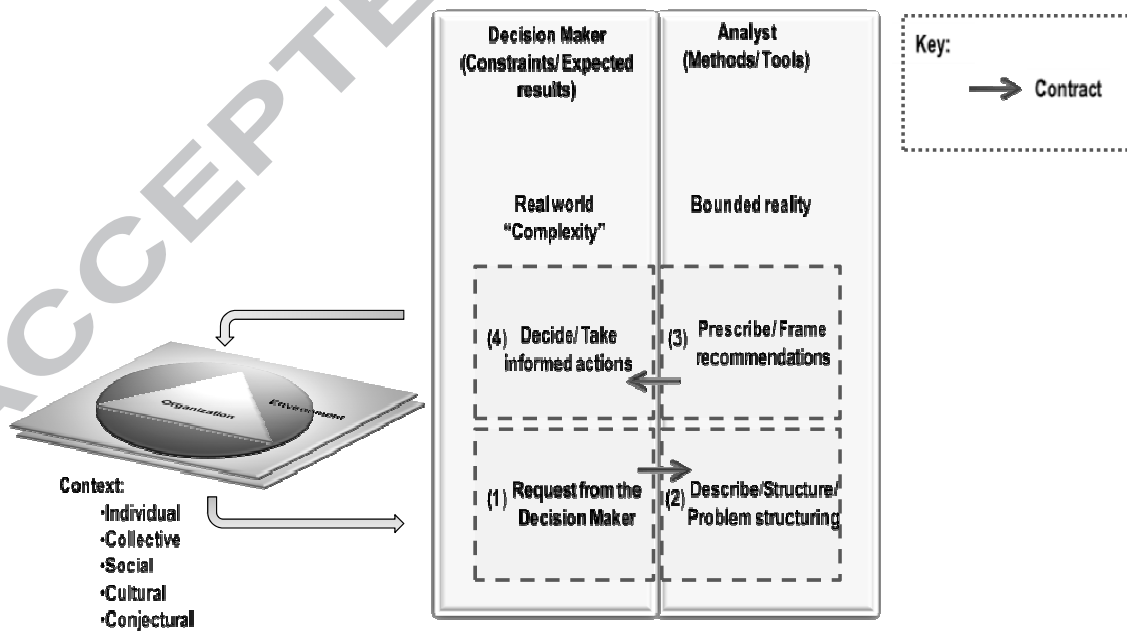 ACCEPTE
Decision Maker
(Constraints/ Expected
results)
Analyst
(Methods/ Tools)
Key:
Contract
Real world
“Complexity”
Bounded reality
(4) Decide/ Take
informed actions
(3) Prescribe/ Frame
recommendations
Organization
Environment
(1) Request from the
Decision Maker
(2) Describe/Structure/
Problem structuring
Context:
•Individual
•Collective
•Social
•Cultural
•Conjectural